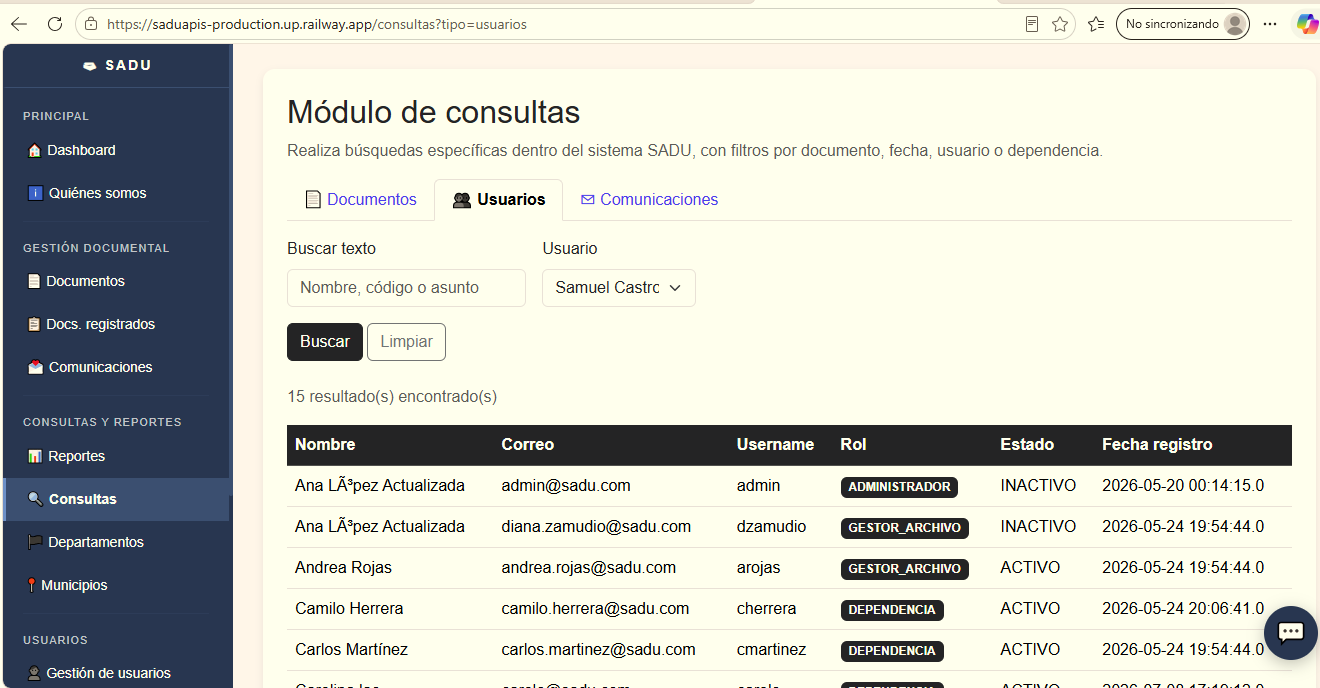 https://saduapis-production.up.railway.app/consultas?tipo=usuarios
No sincronizando
SADU
PRINCIPAL
Dashboard
Quiénes somos
GESTIÓN DOCUMENTAL
Documentos
Docs. registrados
Comunicaciones
CONSULTAS Y REPORTES
Reportes
Consultas
Departamentos
Municipios
USUARIOS
Gestión de usuarios
Módulo de consultas
Realiza búsquedas específicas dentro del sistema SADU, con filtros por documento, fecha, usuario o dependencia.
Documentos Usuarios Comunicaciones
Buscar texto Usuario
Nombre, código o asunto Samuel Castro
Buscar Limpiar
15 resultado(s) encontrado(s)
Nombre Correo Username Rol Estado Fecha registro
Ana LÃ³pez Actualizada admin@sadu.com admin ADMINISTRADOR INACTIVO 2026-05-20 00:14:15.0
Ana LÃ³pez Actualizada diana.zamudio@sadu.com dzamudio GESTOR_ARCHIVO INACTIVO 2026-05-24 19:54:44.0
Andrea Rojas andrea.rojas@sadu.com arojas GESTOR_ARCHIVO ACTIVO 2026-05-24 19:54:44.0
Camilo Herrera camilo.herrera@sadu.com cherrera DEPENDENCIA ACTIVO 2026-05-24 20:06:41.0
Carlos Martínez carlos.martinez@sadu.com cmartinez DEPENDENCIA ACTIVO 2026-05-24 19:54:44.0